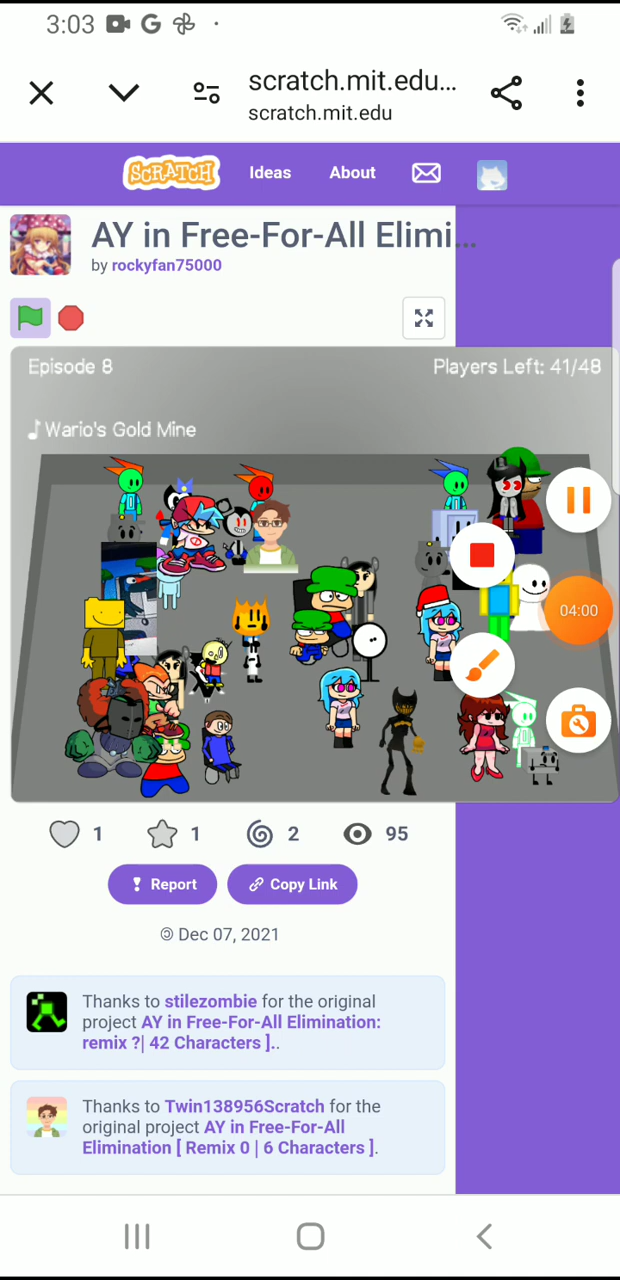 3:03
scratch.mit.edu...
scratch.mit.edu
SCRATCH
Ideas
About
AY in Free-For-All Elimi...
by rockyfan75000
Episode 8
Players Left: 41/48
Wario's Gold Mine
04:00
1
1
2
95
Report
Copy Link
Dec 07, 2021
Thanks to stilezombie for the original
project AY in Free-For-All Elimination:
remix ?| 42 Characters ]..
Thanks to Twin138956Scratch for the
original project AY in Free-For-All
Elimination [ Remix 0 | 6 Characters ].